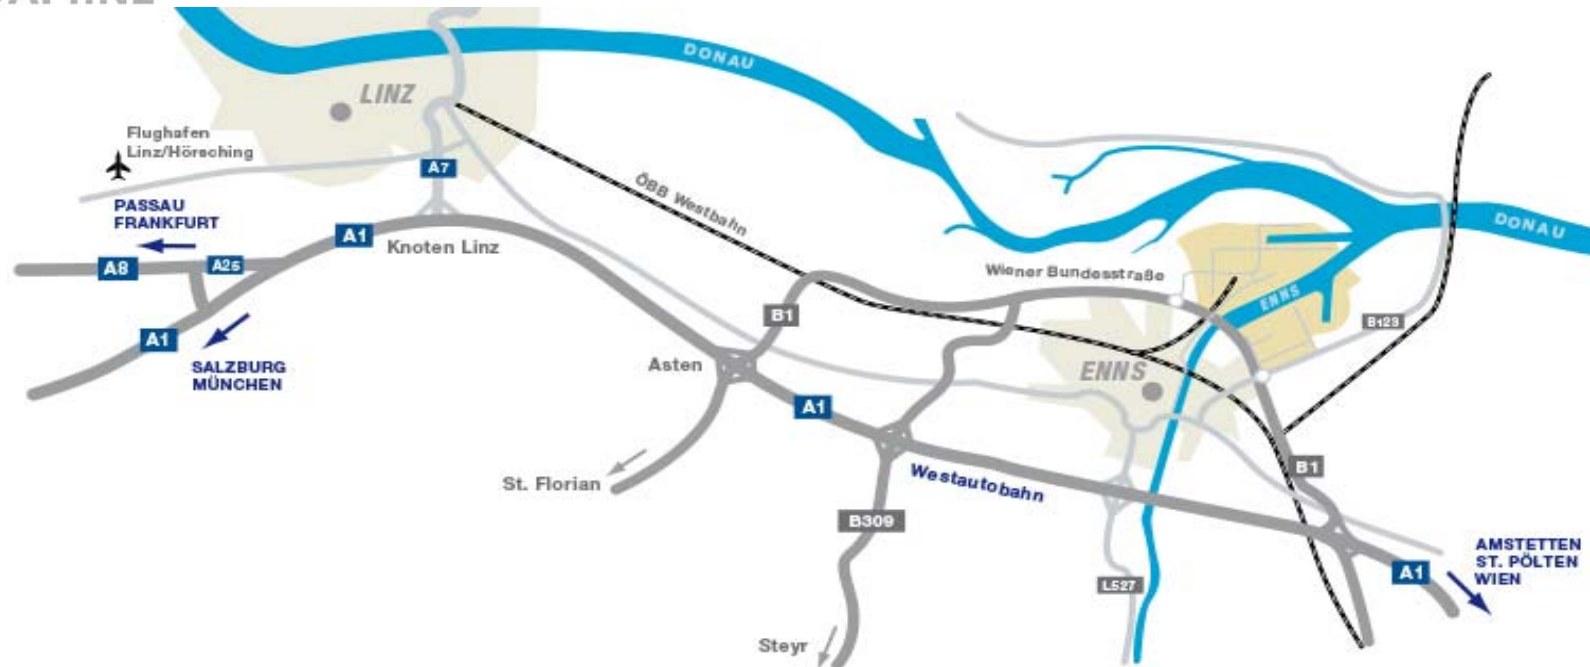 DONAU
LINZ
Flughafen
Linz/Hörsching
A7
ÖBB Westbahn
PASSAU
FRANKFURT
A1
Knoten Linz
A8
A25
DONAU
Wiener Bundesstraße
ENNS
B1
B123
A1
SALZBURG
MÜNCHEN
Asten
ENNS
A1
St. Florian
Westautobahn
B1
B309
AMSTETTEN
ST. PÖLTEN
WIEN
A1
L527
Steyr